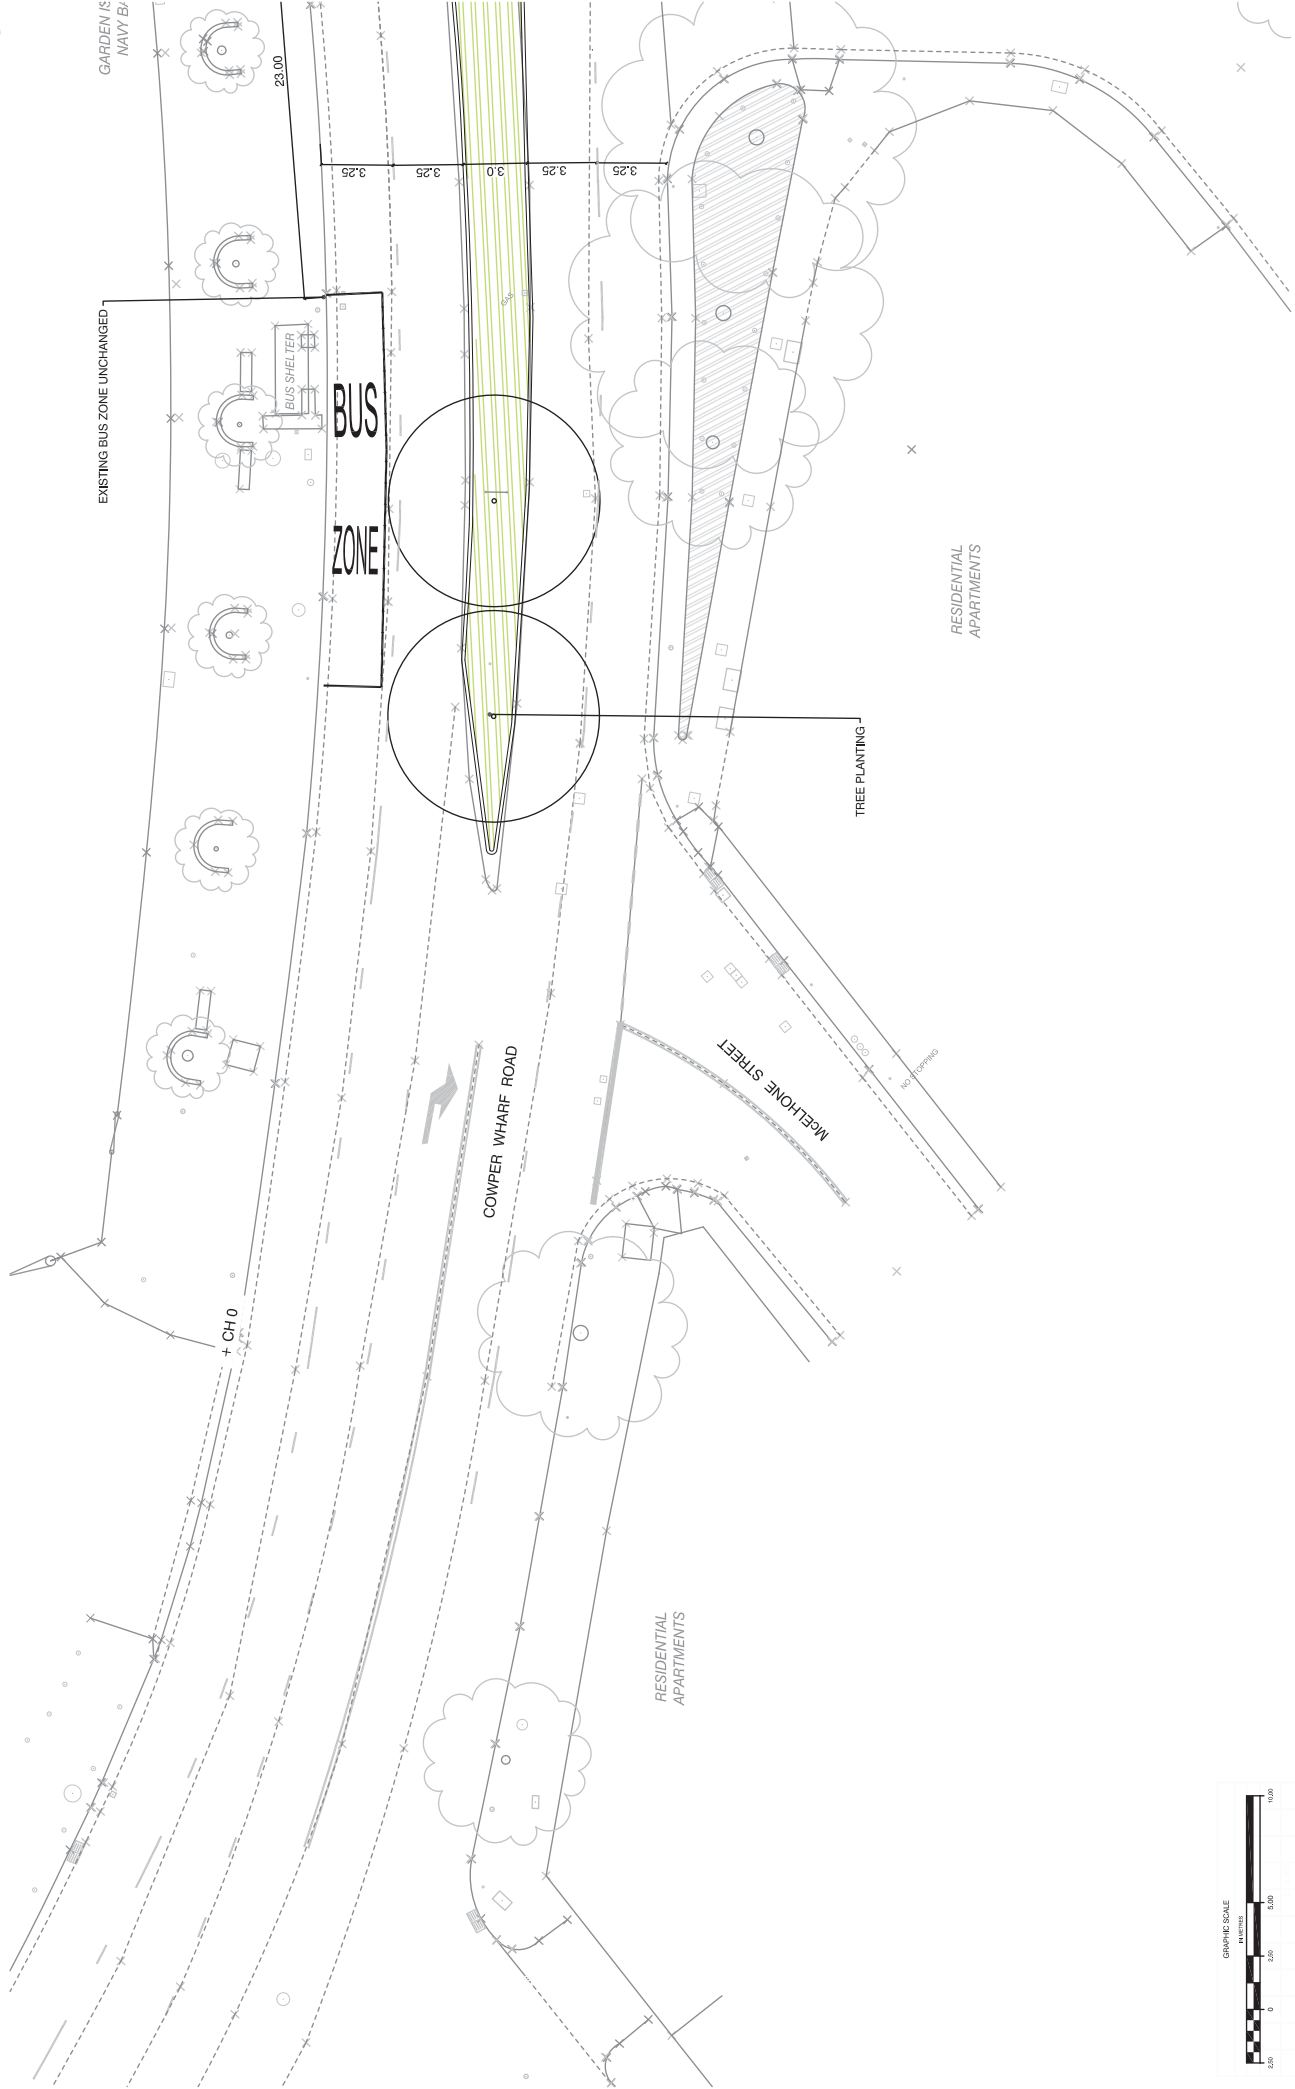 GARDEN IS
NAVY BA
23.00
3.25
3.25
3.0
3.25
3.25
EXISTING BUS ZONE UNCHANGED
BUS SHELTER
BUS
ZONE
GAS
RESIDENTIAL
APARTMENTS
TREE PLANTING
COWPER WHARF ROAD
McELHONE STREET
NO STOPPING
+ CH 0
RESIDENTIAL
APARTMENTS
GRAPHIC SCALE
IN METRES
2.50 0 2.50 5.00 10.00